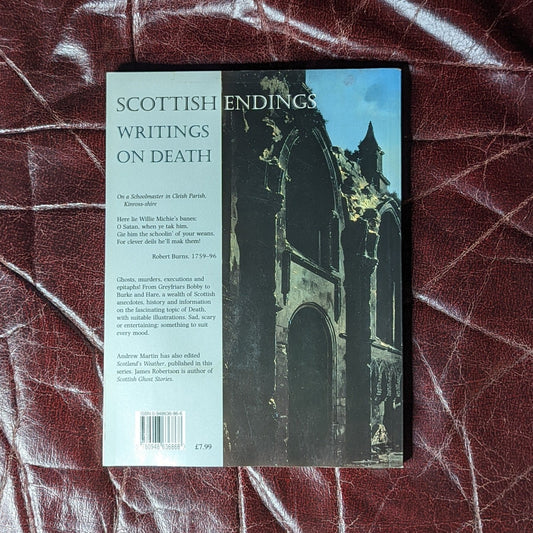 SCOTTISH ENDINGS
WRITINGS
ON DEATH
On a Schoolmaster in Cleish Parish,
Kinross-shire
Here lie Willie Michie's banes:
O Satan, when ye tak him,
Gie him the schoolin' of your weans,
For clever deils he'll mak them!
Robert Burns, 1759–96
Ghosts, murders, executions and
epitaphs! From Greyfriars Bobby to
Burke and Hare, a wealth of Scottish
anecdotes, history and information
on the fascinating topic of Death,
with suitable illustrations. Sad, scary
or entertaining: something to suit
every mood.
Andrew Martin has also edited
Scotland's Weather, published in this
series. James Robertson is author of
Scottish Ghost Stories.
£7.99